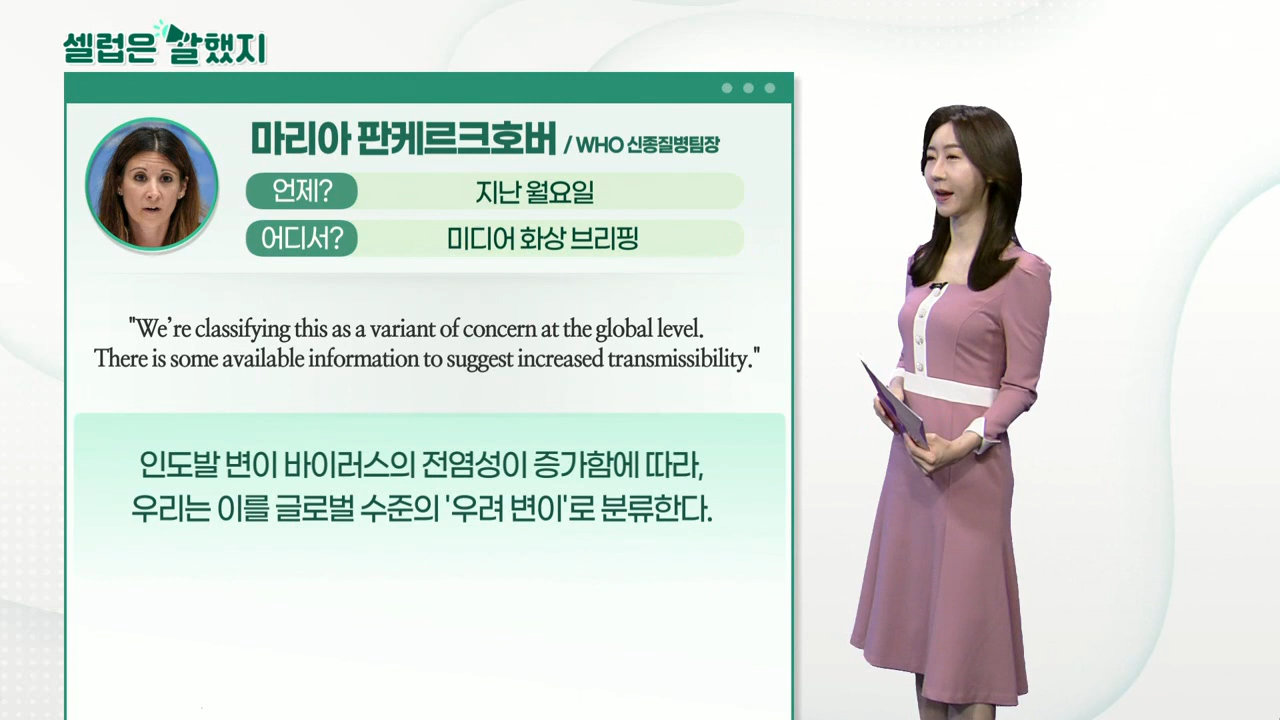 셀럽은 말했지
마리아 판케르크호버 / WHO 신종질병팀장
언제? 지난 월요일
어디서? 미디어 화상 브리핑
"We’re classifying this as a variant of concern at the global level.
There is some available information to suggest increased transmissibility."
인도발 변이 바이러스의 전염성이 증가함에 따라,
우리는 이를 글로벌 수준의 '우려 변이'로 분류한다.